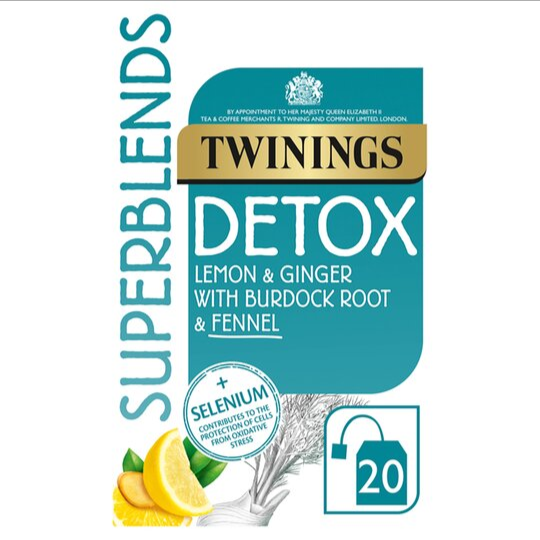 SUPERBLENDS
BY APPOINTMENT TO HER MAJESTY QUEEN ELIZABETH II
TEA & COFFEE MERCHANTS R. TWINING AND COMPANY LIMITED, LONDON.
TWININGS
DETOX
LEMON & GINGER
WITH BURDOCK ROOT
& FENNEL
+
SELENIUM
CONTRIBUTES TO THE
PROTECTION OF CELLS
FROM OXIDATIVE
STRESS
20